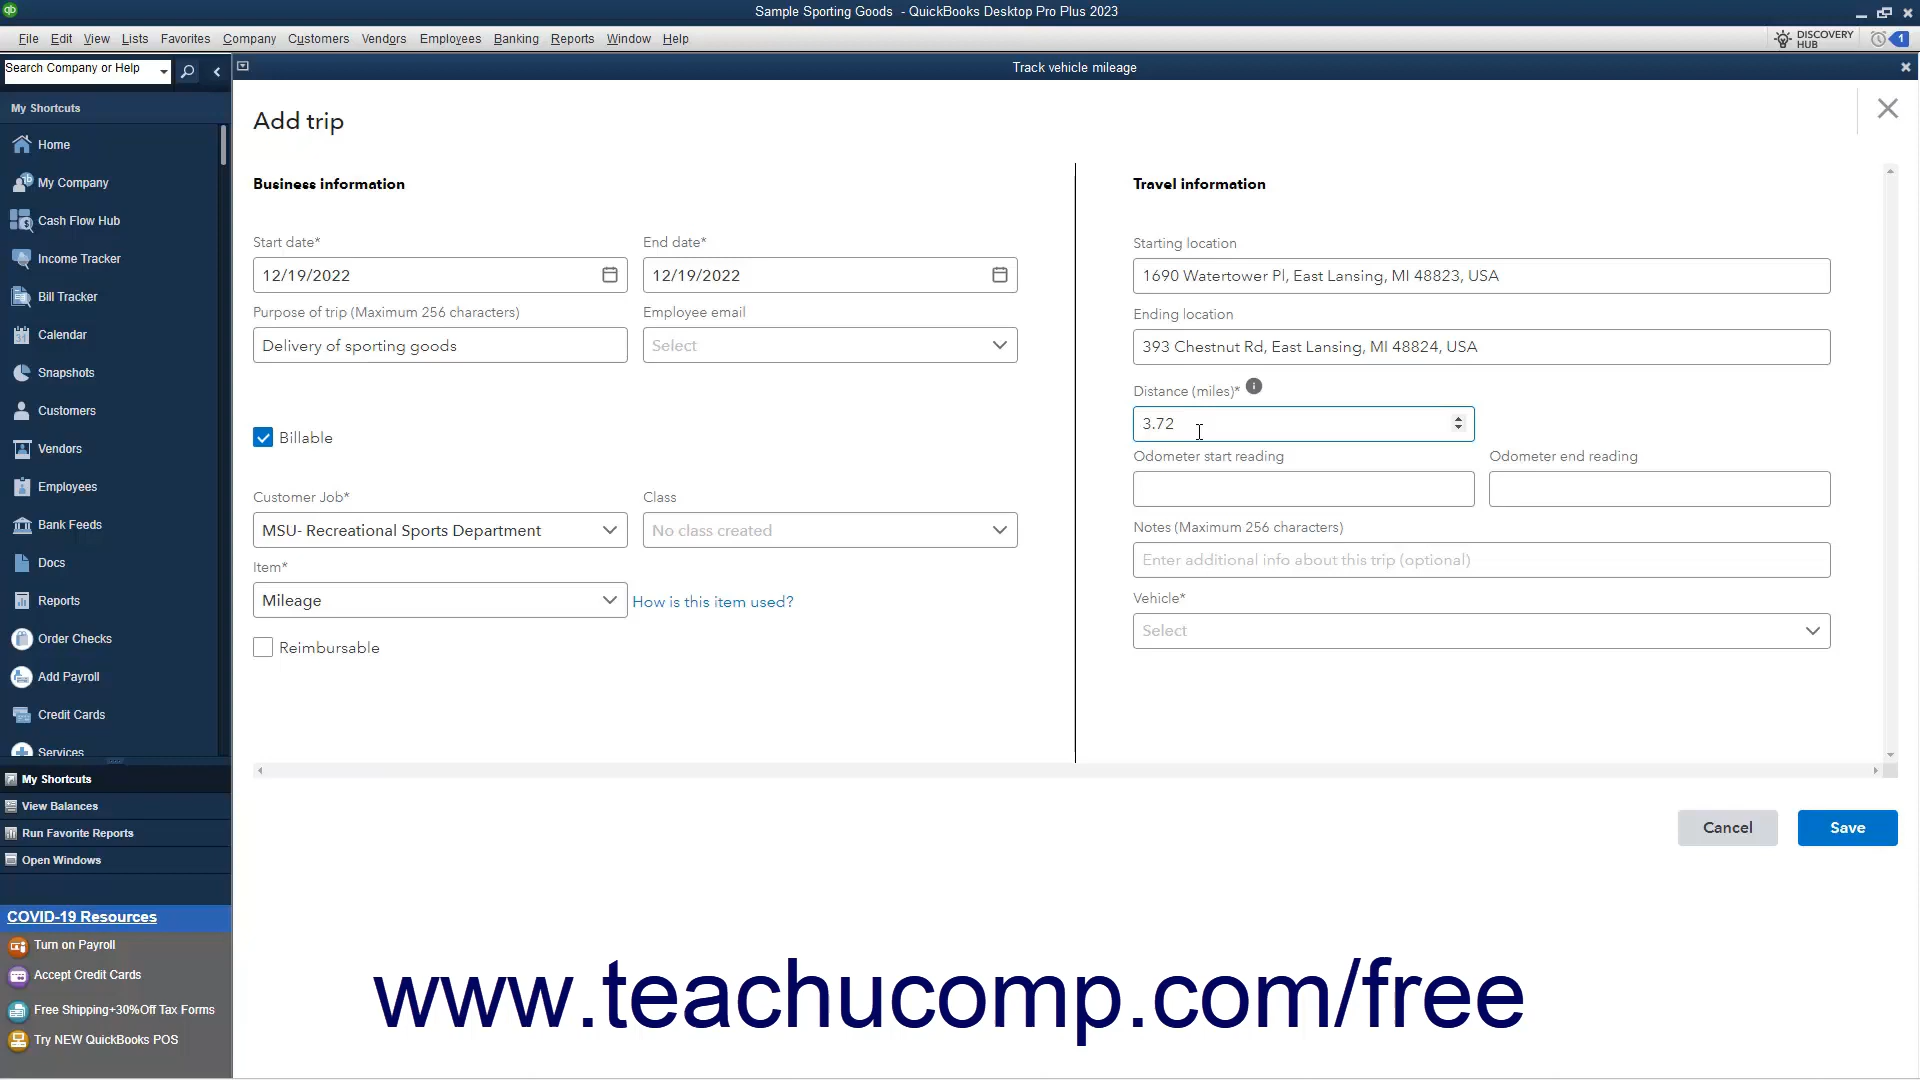 Sample Sporting Goods - QuickBooks Desktop Pro Plus 2023
File Edit View Lists Favorites Company Customers Vendors Employees Banking Reports Window Help
DISCOVERY HUB 1
Search Company or Help
Track vehicle mileage
My Shortcuts
Home
My Company
Cash Flow Hub
Income Tracker
Bill Tracker
Calendar
Snapshots
Customers
Vendors
Employees
Bank Feeds
Docs
Reports
Order Checks
Add Payroll
Credit Cards
Services
My Shortcuts
View Balances
Run Favorite Reports
Open Windows
COVID-19 Resources
Turn on Payroll
Accept Credit Cards
Free Shipping+30%Off Tax Forms
Try NEW QuickBooks POS
Add trip
Business information
Start date* End date*
12/19/2022 12/19/2022
Purpose of trip (Maximum 256 characters) Employee email
Delivery of sporting goods Select
Billable
Customer Job* Class
MSU- Recreational Sports Department No class created
Item*
Mileage How is this item used?
Reimbursable
Travel information
Starting location
1690 Watertower Pl, East Lansing, MI 48823, USA
Ending location
393 Chestnut Rd, East Lansing, MI 48824, USA
Distance (miles)*
3.72
Odometer start reading Odometer end reading
Notes (Maximum 256 characters)
Enter additional info about this trip (optional)
Vehicle*
Select
Cancel Save
www.teachucomp.com/free